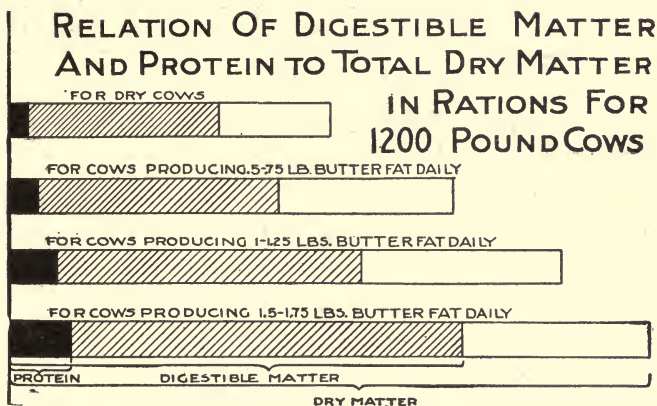 RELATION OF DIGESTIBLE MATTER
AND PROTEIN TO TOTAL DRY MATTER
IN RATIONS FOR
1200 POUND COWS
FOR DRY COWS
FOR COWS PRODUCING .5-75 LB. BUTTER FAT DAILY
FOR COWS PRODUCING 1-1.25 LBS. BUTTER FAT DAILY
FOR COWS PRODUCING 1.5-1.75 LBS. BUTTER FAT DAILY
PROTEIN DIGESTIBLE MATTER
DRY MATTER